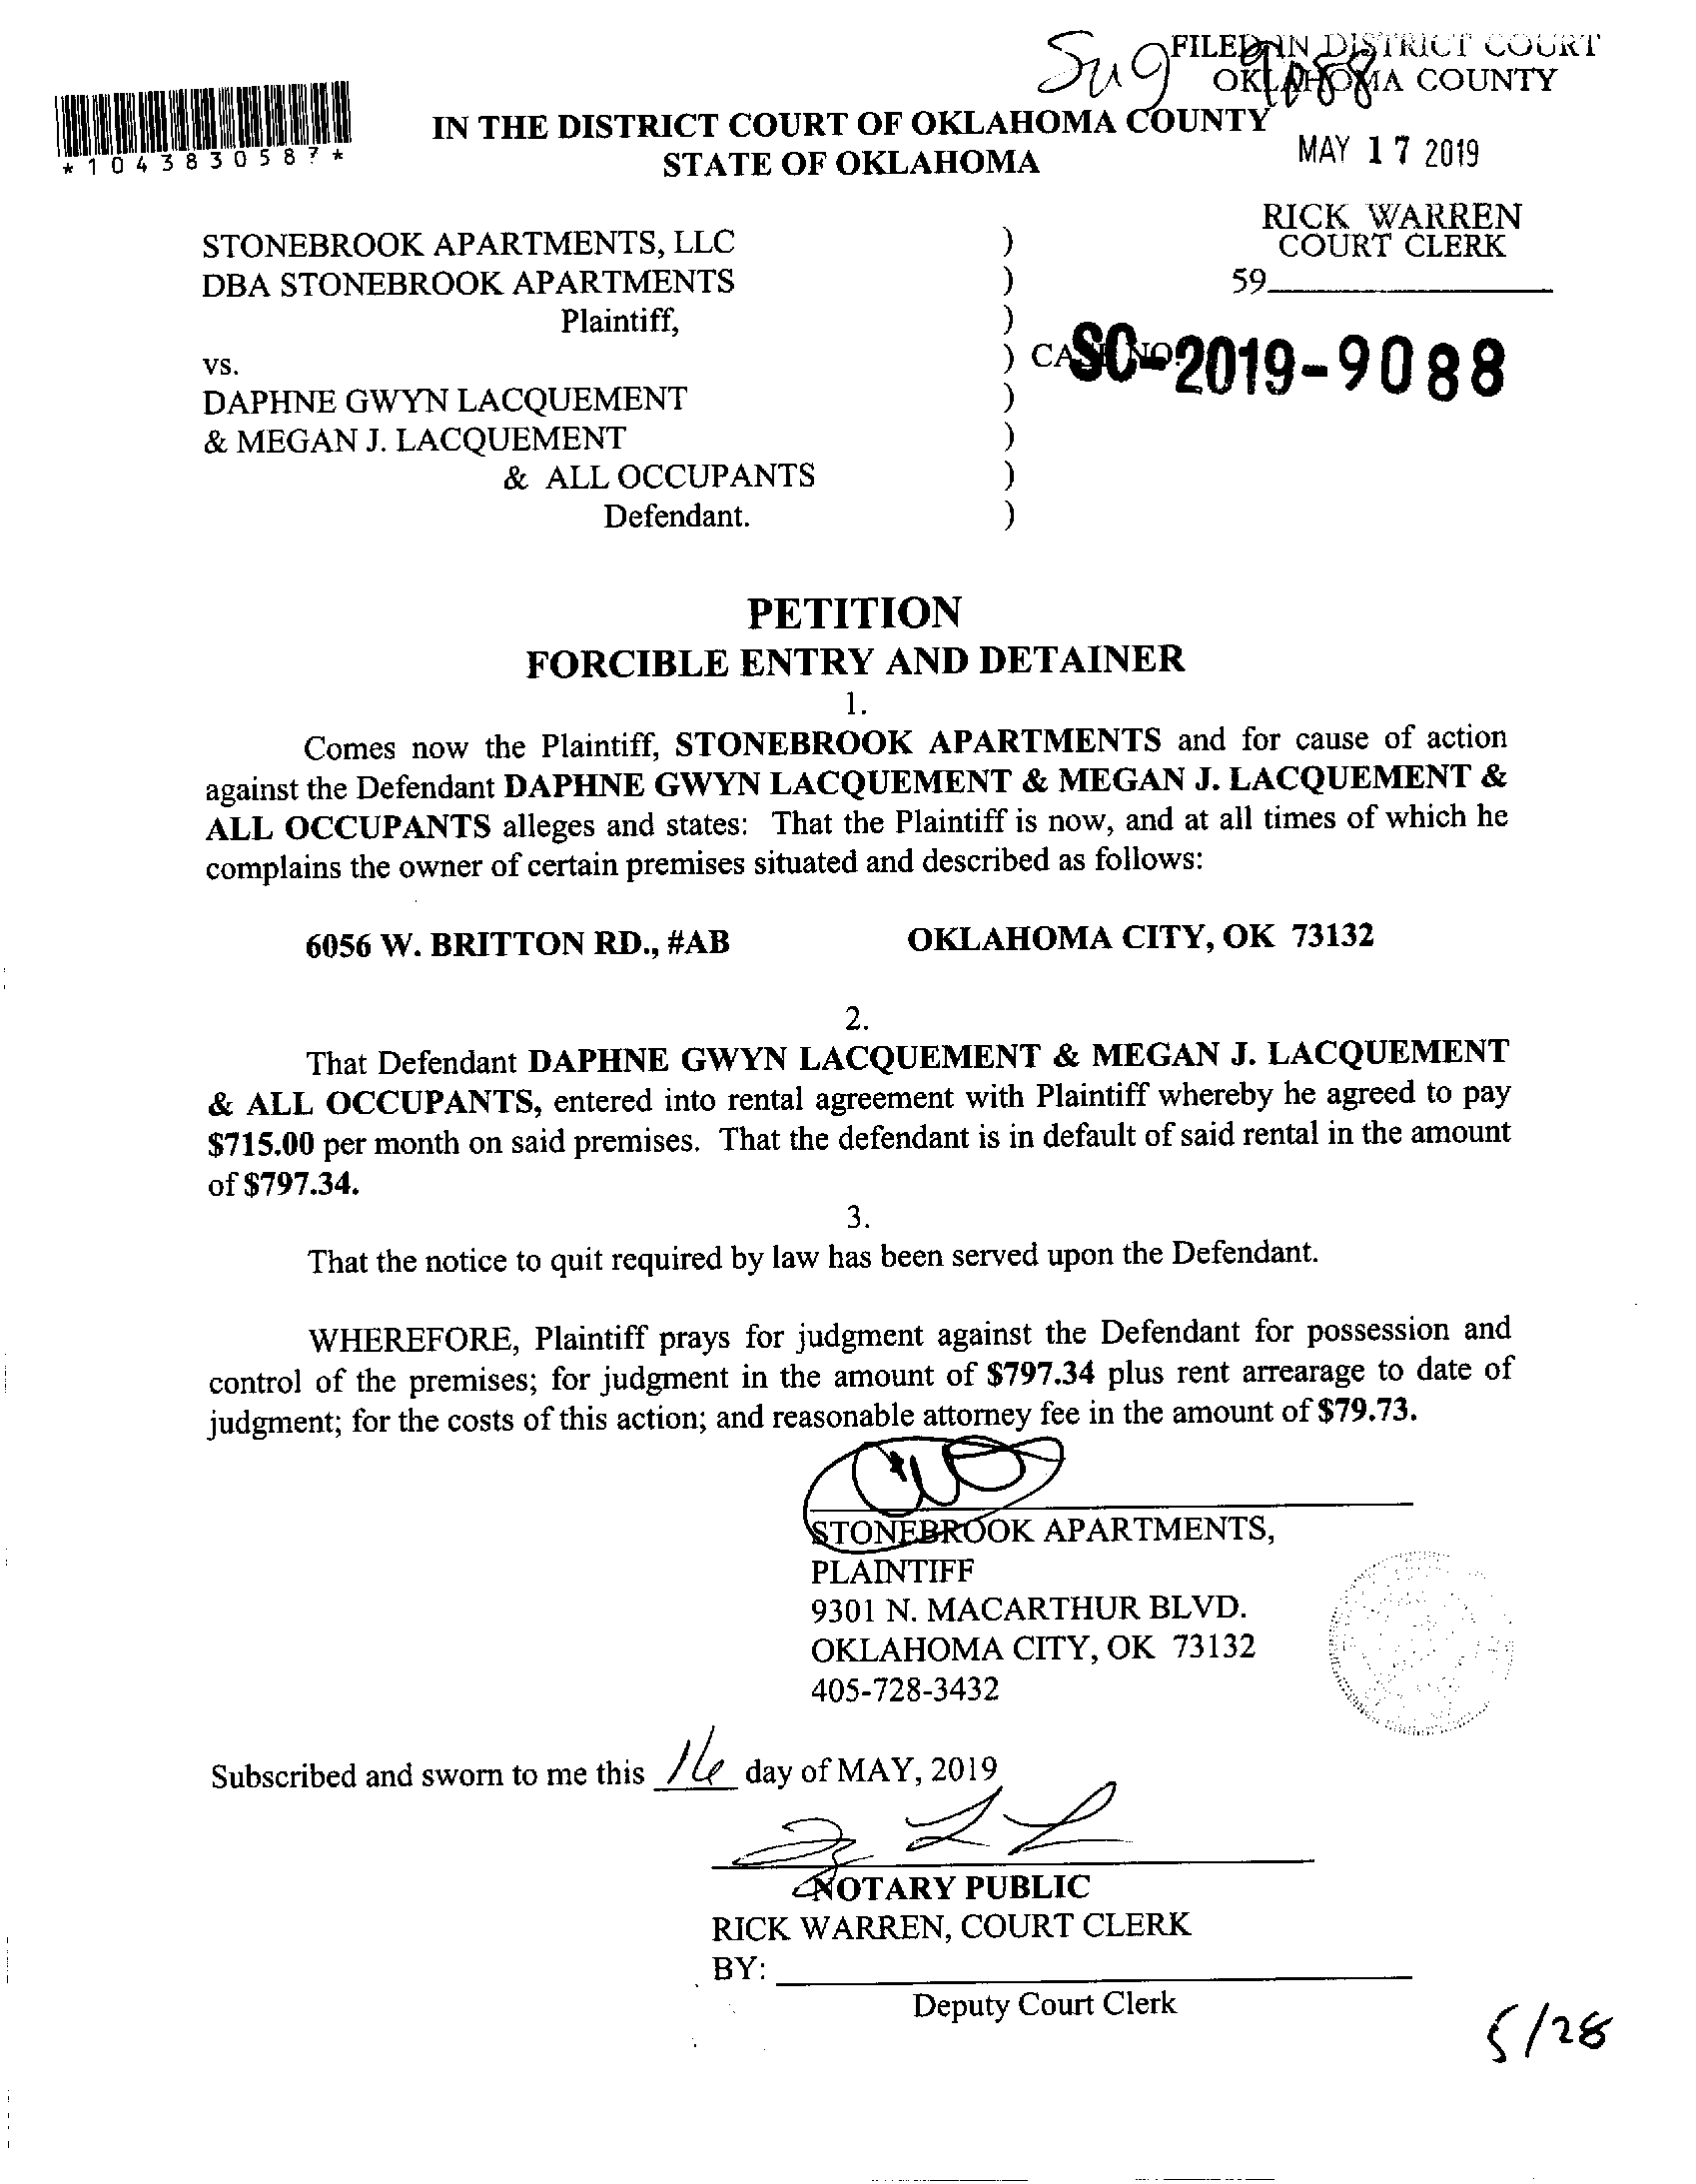 FILED IN DISTRICT COURT
OKLAHOMA COUNTY
9088
*1043830587*
IN THE DISTRICT COURT OF OKLAHOMA COUNTY
STATE OF OKLAHOMA
MAY 17 2019
RICK WARREN
COURT CLERK
59
STONEBROOK APARTMENTS, LLC )
DBA STONEBROOK APARTMENTS )
Plaintiff, )
vs. ) CASE NO. SC-2019-9088
DAPHNE GWYN LACQUEMENT )
& MEGAN J. LACQUEMENT )
& ALL OCCUPANTS )
Defendant. )
PETITION
FORCIBLE ENTRY AND DETAINER
1.
Comes now the Plaintiff, STONEBROOK APARTMENTS and for cause of action
against the Defendant DAPHNE GWYN LACQUEMENT & MEGAN J. LACQUEMENT &
ALL OCCUPANTS alleges and states: That the Plaintiff is now, and at all times of which he
complains the owner of certain premises situated and described as follows:
6056 W. BRITTON RD., #AB OKLAHOMA CITY, OK 73132
2.
That Defendant DAPHNE GWYN LACQUEMENT & MEGAN J. LACQUEMENT
& ALL OCCUPANTS, entered into rental agreement with Plaintiff whereby he agreed to pay
$715.00 per month on said premises. That the defendant is in default of said rental in the amount
of $797.34.
3.
That the notice to quit required by law has been served upon the Defendant.
WHEREFORE, Plaintiff prays for judgment against the Defendant for possession and
control of the premises; for judgment in the amount of $797.34 plus rent arrearage to date of
judgment; for the costs of this action; and reasonable attorney fee in the amount of $79.73.
STONEBROOK APARTMENTS,
PLAINTIFF
9301 N. MACARTHUR BLVD.
OKLAHOMA CITY, OK 73132
405-728-3432
Subscribed and sworn to me this 16 day of MAY, 2019
NOTARY PUBLIC
RICK WARREN, COURT CLERK
BY:
Deputy Court Clerk
5/28